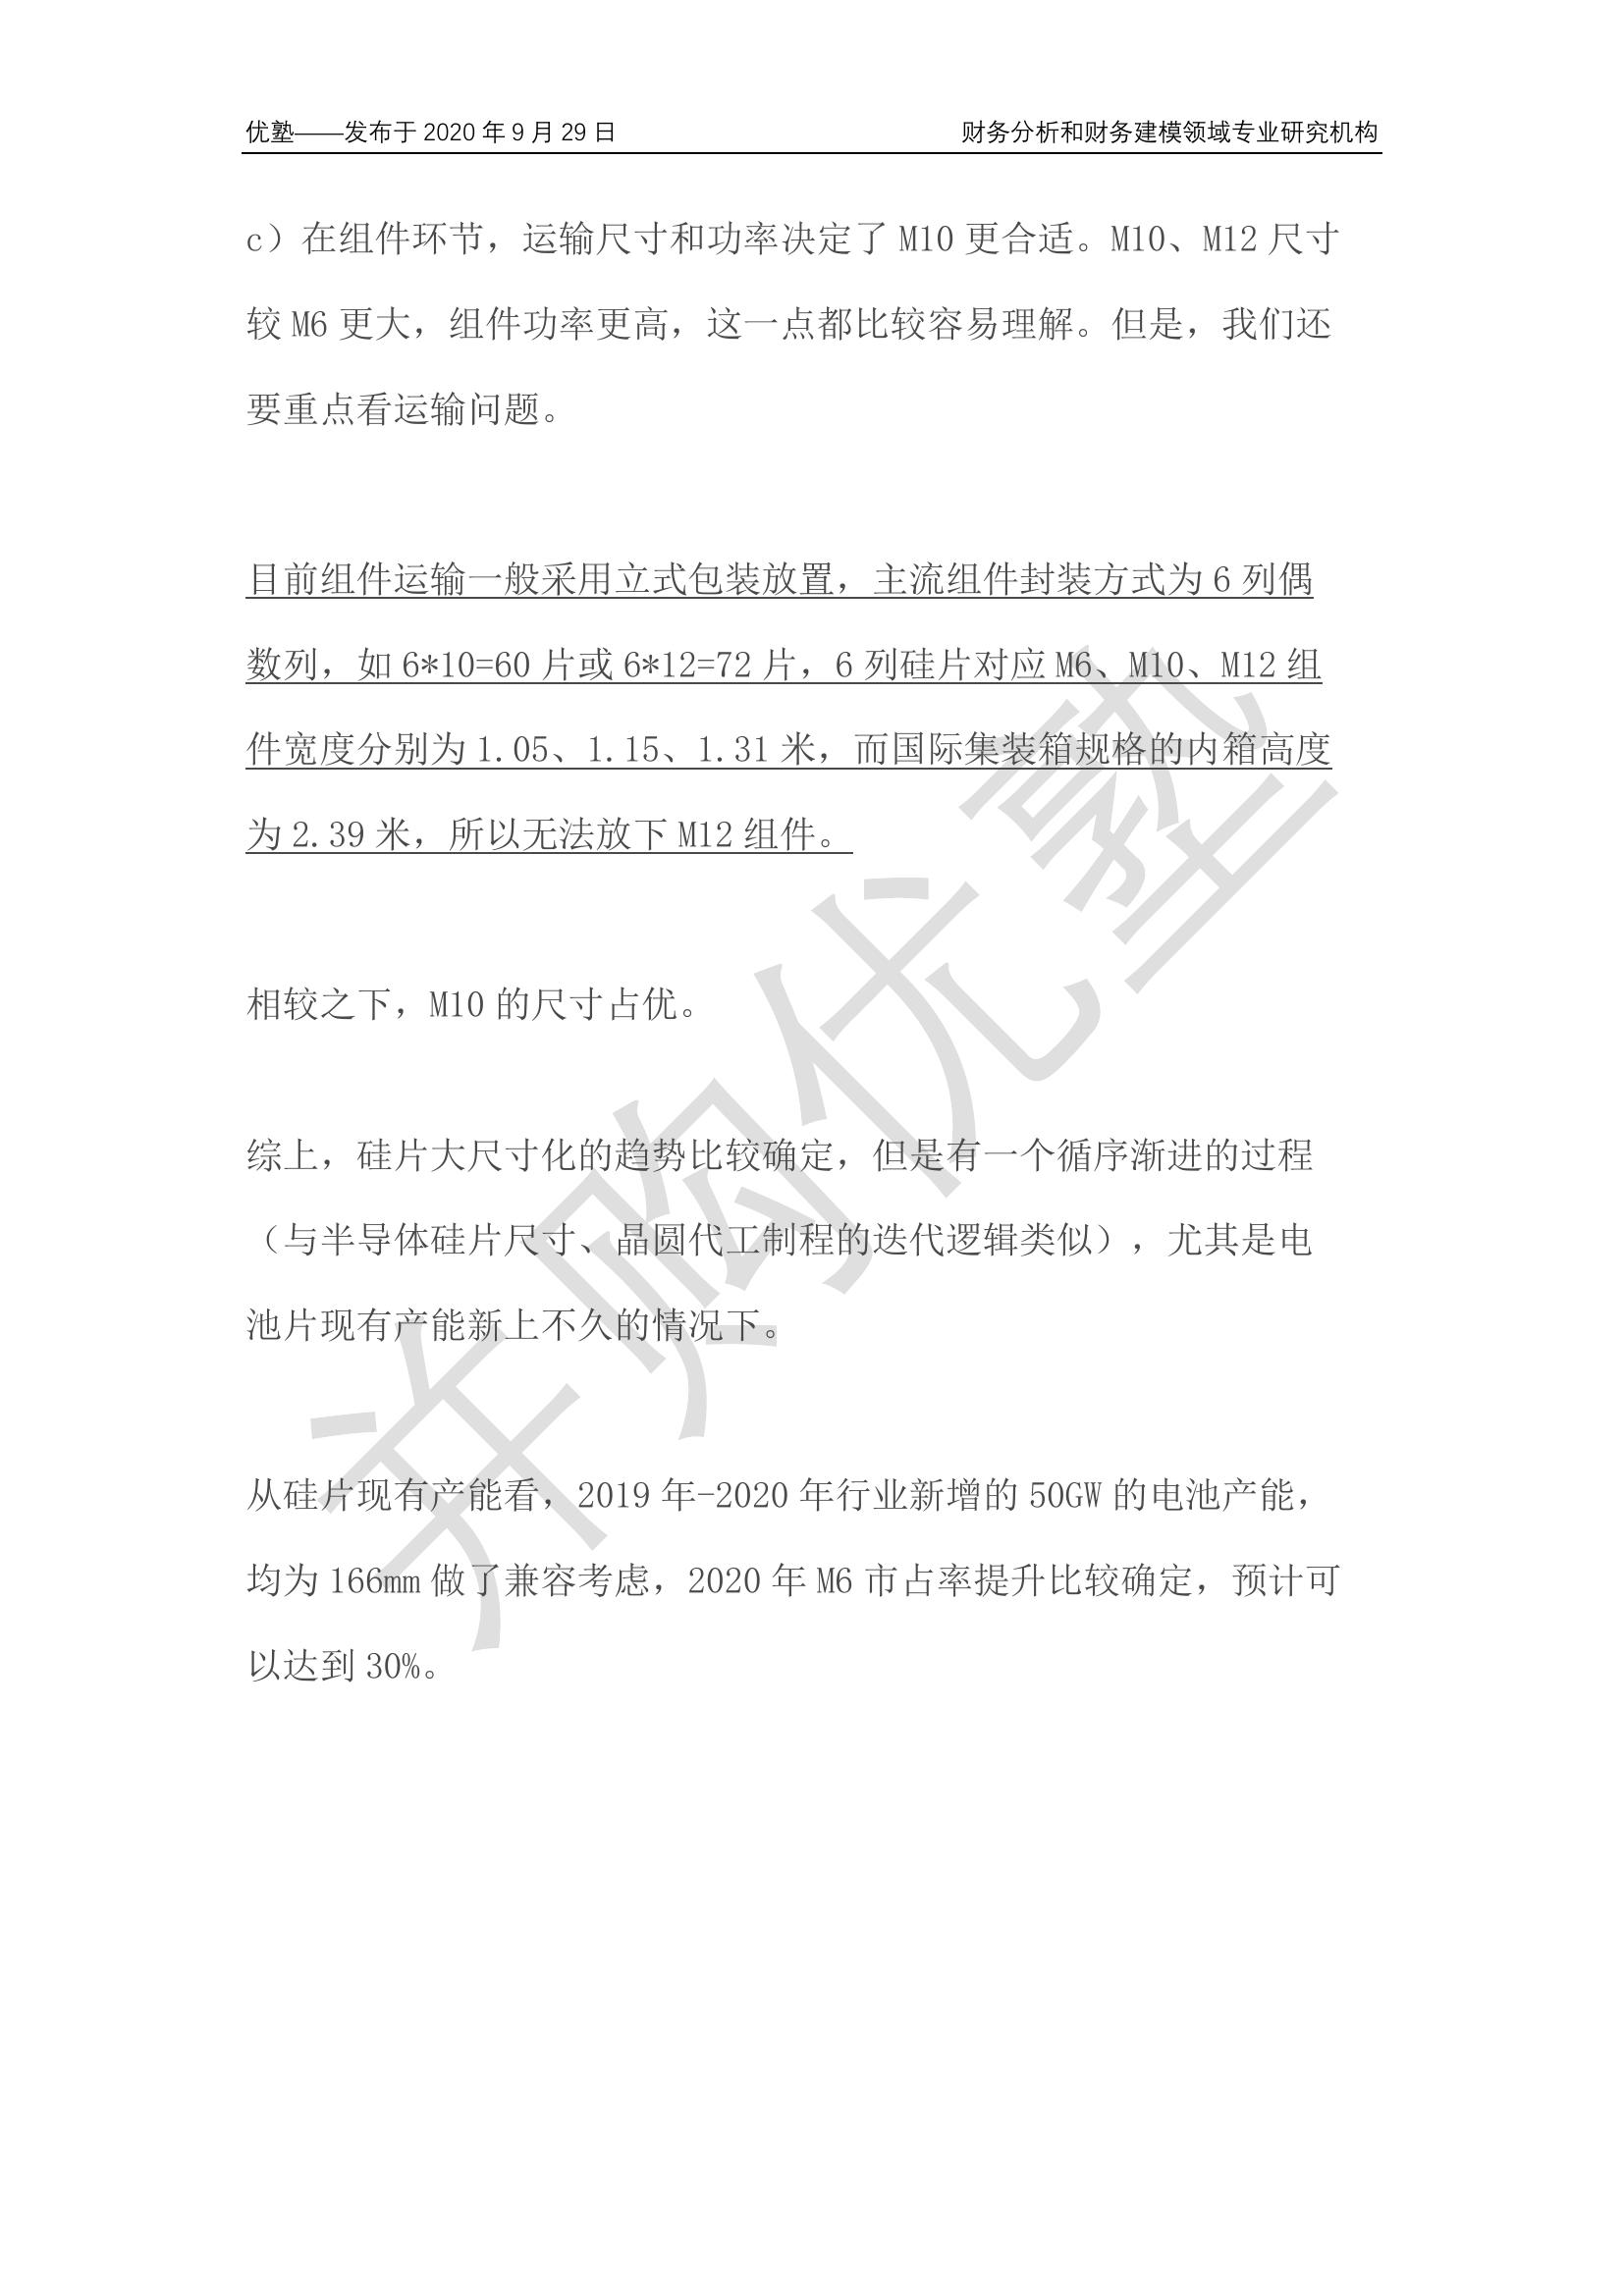 优塾——发布于 2020 年 9 月 29 日 财务分析和财务建模领域专业研究机构
c）在组件环节，运输尺寸和功率决定了 M10 更合适。M10、M12 尺寸
较 M6 更大，组件功率更高，这一点都比较容易理解。但是，我们还
要重点看运输问题。
目前组件运输一般采用立式包装放置，主流组件封装方式为 6 列偶
数列，如 6*10=60 片或 6*12=72 片，6 列硅片对应 M6、M10、M12 组
件宽度分别为 1.05、1.15、1.31 米，而国际集装箱规格的内箱高度
为 2.39 米，所以无法放下 M12 组件。
相较之下，M10 的尺寸占优。
综上，硅片大尺寸化的趋势比较确定，但是有一个循序渐进的过程
（与半导体硅片尺寸、晶圆代工制程的迭代逻辑类似），尤其是电
池片现有产能新上不久的情况下。
从硅片现有产能看，2019 年-2020 年行业新增的 50GW 的电池产能，
均为 166mm 做了兼容考虑，2020 年 M6 市占率提升比较确定，预计可
以达到 30%。
并购优塾